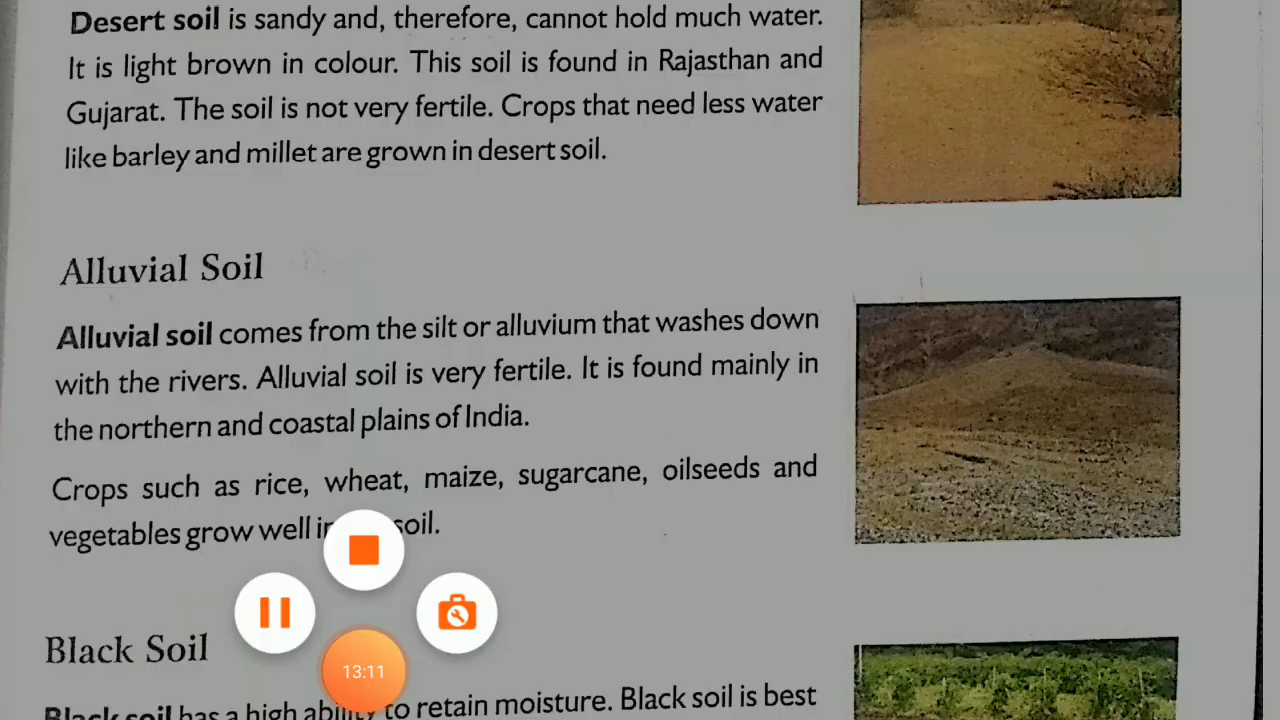 Desert soil is sandy and, therefore, cannot hold much water.
It is light brown in colour. This soil is found in Rajasthan and
Gujarat. The soil is not very fertile. Crops that need less water
like barley and millet are grown in desert soil.
Alluvial Soil
Alluvial soil comes from the silt or alluvium that washes down
with the rivers. Alluvial soil is very fertile. It is found mainly in
the northern and coastal plains of India.
Crops such as rice, wheat, maize, sugarcane, oilseeds and
vegetables grow well in soil.
13:11
Black Soil
Black soil has a high ability to retain moisture. Black soil is best